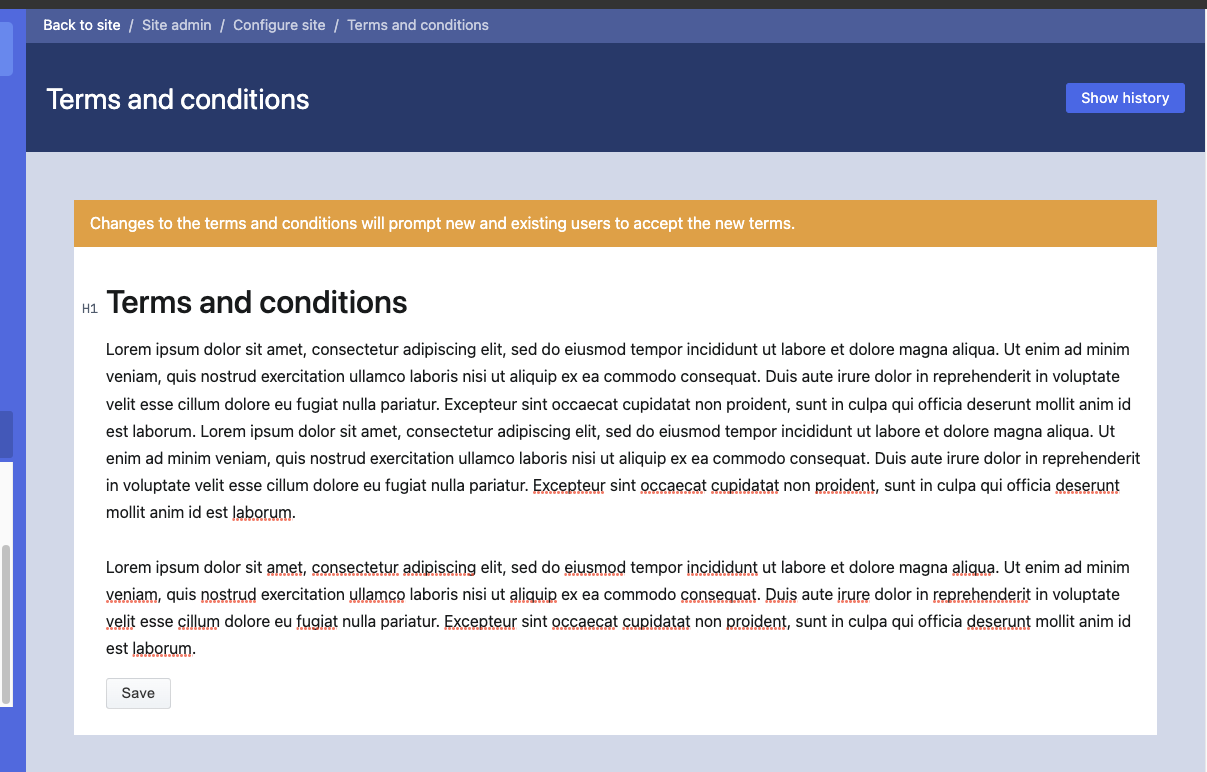 Back to site / Site admin / Configure site / Terms and conditions
Terms and conditions
Show history
Changes to the terms and conditions will prompt new and existing users to accept the new terms.
H1 Terms and conditions
Lorem ipsum dolor sit amet, consectetur adipiscing elit, sed do eiusmod tempor incididunt ut labore et dolore magna aliqua. Ut enim ad minim
veniam, quis nostrud exercitation ullamco laboris nisi ut aliquip ex ea commodo consequat. Duis aute irure dolor in reprehenderit in voluptate
velit esse cillum dolore eu fugiat nulla pariatur. Excepteur sint occaecat cupidatat non proident, sunt in culpa qui officia deserunt mollit anim id
est laborum. Lorem ipsum dolor sit amet, consectetur adipiscing elit, sed do eiusmod tempor incididunt ut labore et dolore magna aliqua. Ut
enim ad minim veniam, quis nostrud exercitation ullamco laboris nisi ut aliquip ex ea commodo consequat. Duis aute irure dolor in reprehenderit
in voluptate velit esse cillum dolore eu fugiat nulla pariatur. Excepteur sint occaecat cupidatat non proident, sunt in culpa qui officia deserunt
mollit anim id est laborum.
Lorem ipsum dolor sit amet, consectetur adipiscing elit, sed do eiusmod tempor incididunt ut labore et dolore magna aliqua. Ut enim ad minim
veniam, quis nostrud exercitation ullamco laboris nisi ut aliquip ex ea commodo consequat. Duis aute irure dolor in reprehenderit in voluptate
velit esse cillum dolore eu fugiat nulla pariatur. Excepteur sint occaecat cupidatat non proident, sunt in culpa qui officia deserunt mollit anim id
est laborum.
Save